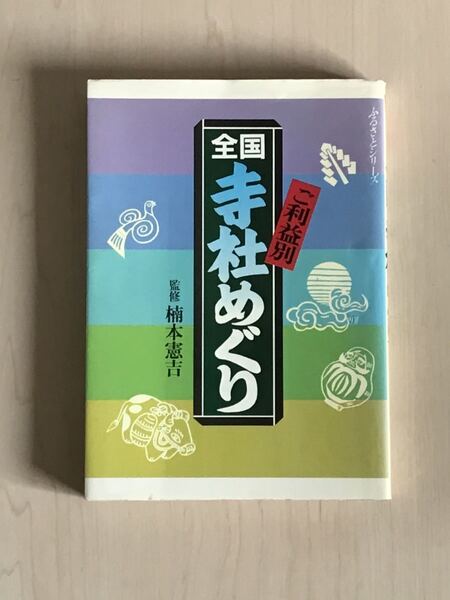 ふるさとシリーズ
ご利益別
全国
寺社めぐり
監修 楠本憲吉